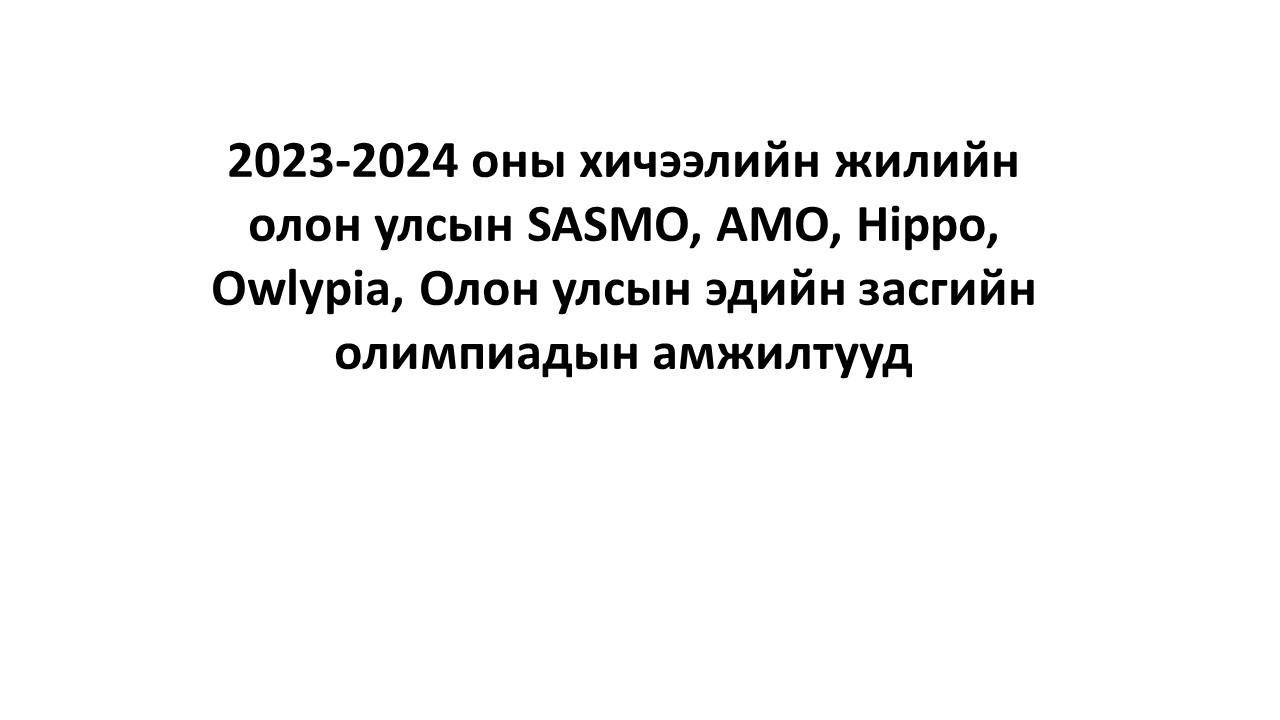 2023-2024 оны хичээлийн жилийн
олон улсын SASMO, AMO, Hippo,
Owlypia, Олон улсын эдийн засгийн
олимпиадын амжилтууд